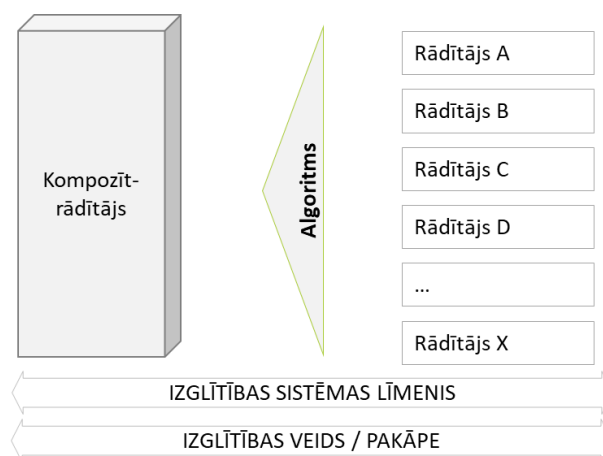 Kompozīt-
rādītājs
Algoritms
Rādītājs A
Rādītājs B
Rādītājs C
Rādītājs D
...
Rādītājs X
IZGLĪTĪBAS SISTĒMAS LĪMENIS
IZGLĪTĪBAS VEIDS / PAKĀPE